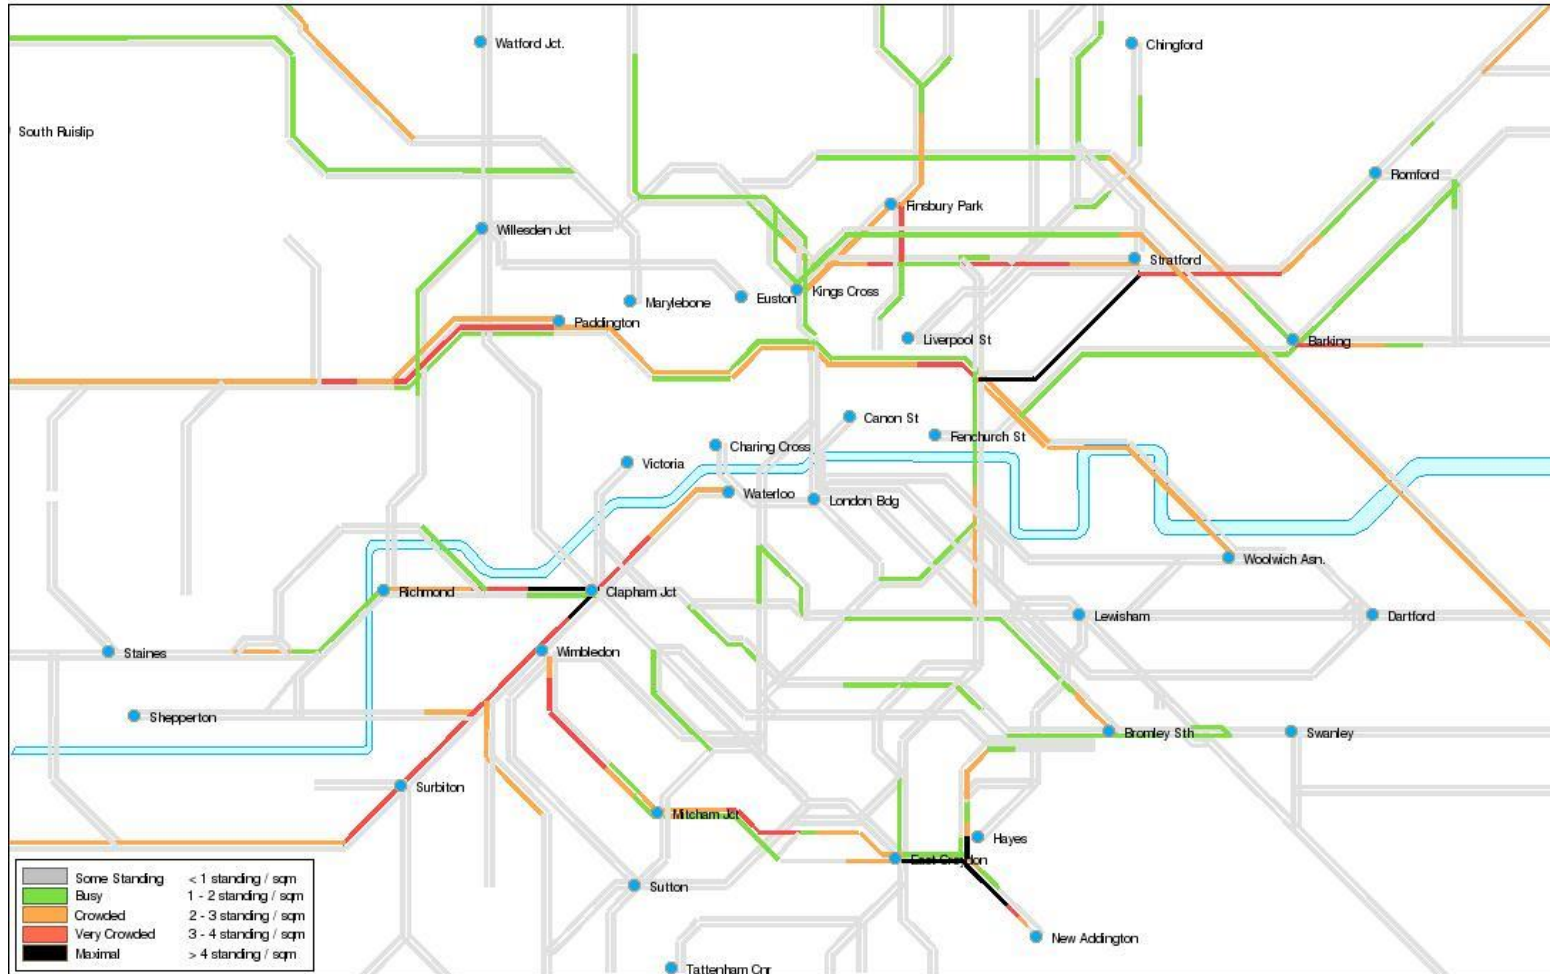 Watford Jct.
Chingford
South Ruislip
Romford
Finsbury Park
Willesden Jct
Stratford
Kings Cross
Euston
Marylebone
Paddington
Liverpool St
Barking
Canon St
Fenchurch St
Charing Cross
Victoria
Waterloo
London Bdg
Woolwich Asn.
Richmond
Clapham Jct
Lewisham
Dartford
Staines
Wimbledon
Shepperton
Bromley Sth
Swanley
Surbiton
Mitcham Jct
Hayes
East Croydon
Sutton
New Addington
Tattenham Cnr
Some Standing < 1 standing / sqm
Busy 1 - 2 standing / sqm
Crowded 2 - 3 standing / sqm
Very Crowded 3 - 4 standing / sqm
Maximal > 4 standing / sqm